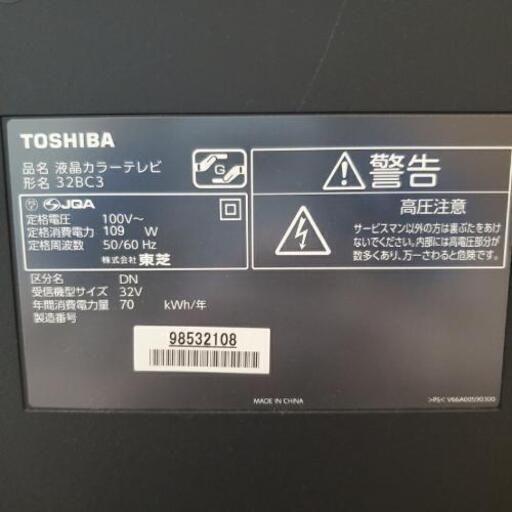 TOSHIBA
品名 液晶カラーテレビ
形名 32BC3
G
JQA
定格電圧 100V～
定格消費電力 109 W
定格周波数 50/60 Hz
株式会社 東芝
区分名 DN
受信機型サイズ 32V
年間消費電力量 70 kWh/年
製造番号
98532108
警告
高圧注意
サービスマン以外の方は裏ぶたをあけ
ないでください。内部には高電圧部分が
数多くあり、万一さわると危険です。
MADE IN CHINA
>PS< V66A00590300